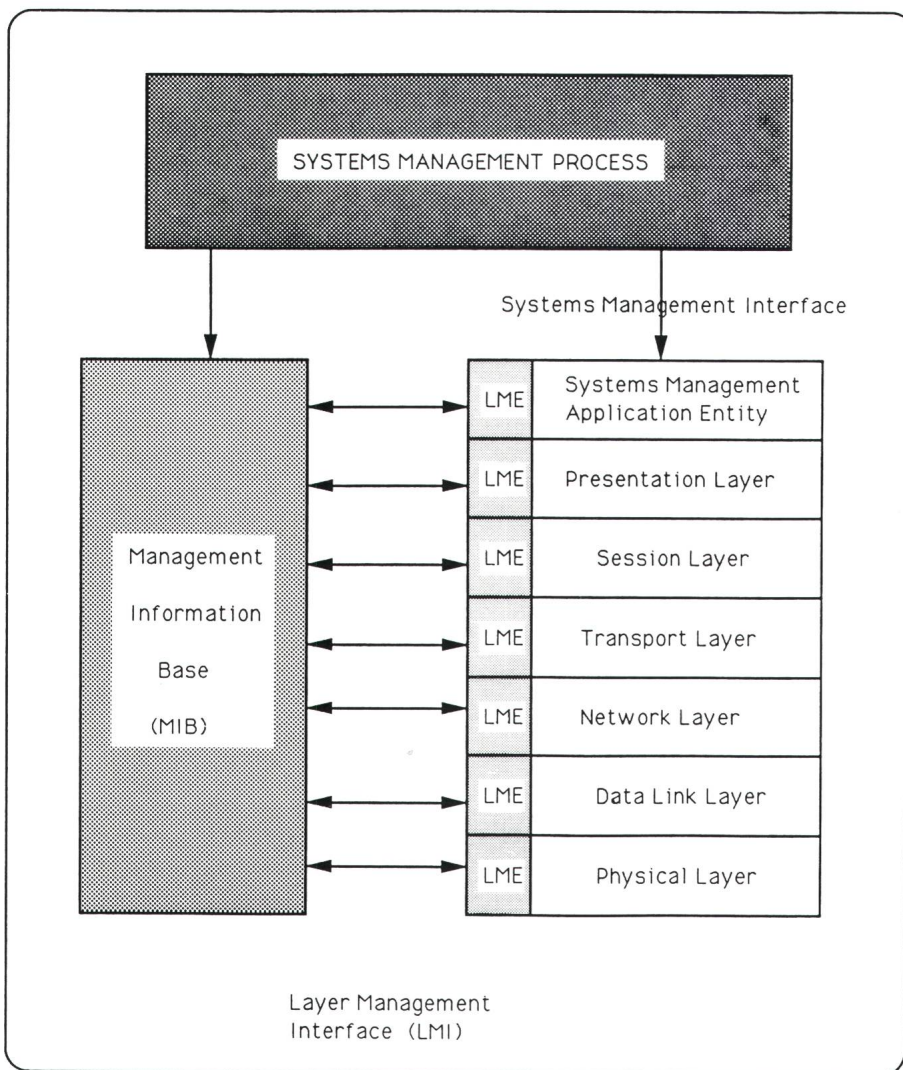 SYSTEMS MANAGEMENT PROCESS
Systems Management Interface
LME
Systems Management
Application Entity
LME
Presentation Layer
LME
Session Layer
Management
Information
Base
(MIB)
LME
Transport Layer
LME
Network Layer
LME
Data Link Layer
LME
Physical Layer
Layer Management
Interface (LMI)